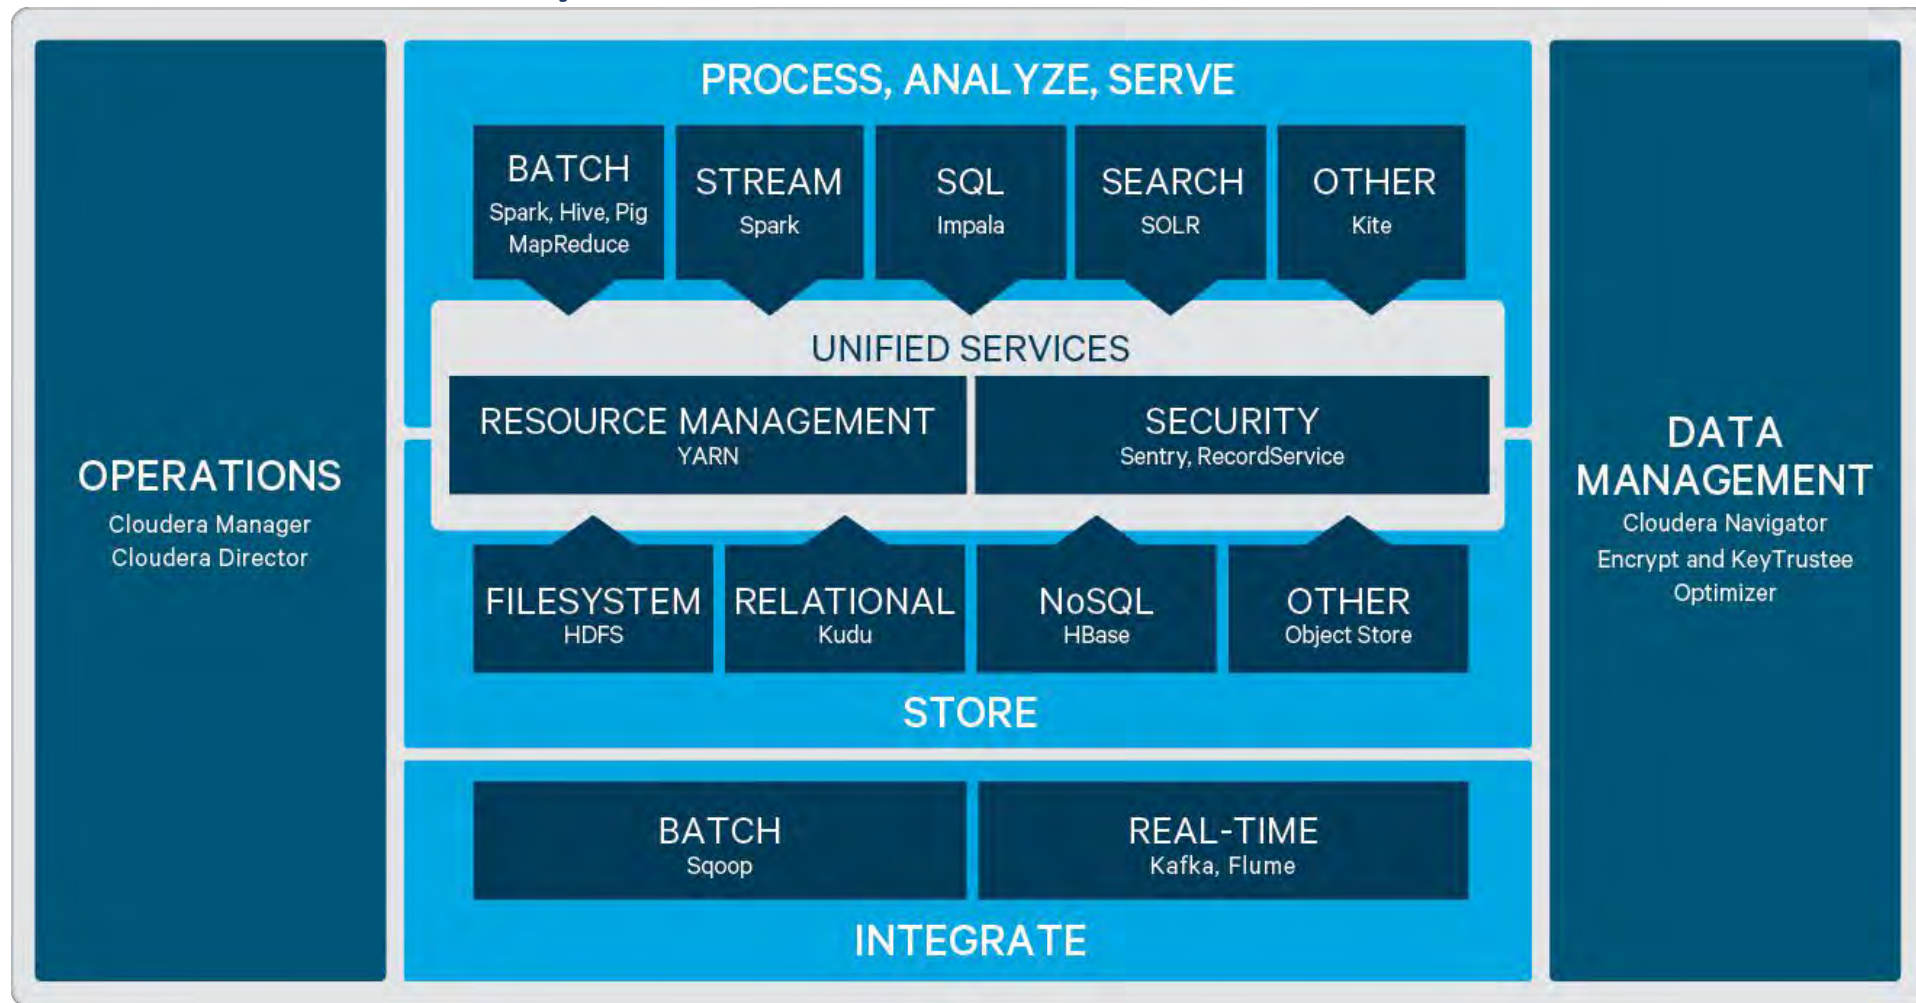 PROCESS, ANALYZE, SERVE
BATCH
Spark, Hive, Pig
MapReduce
STREAM
Spark
SQL
Impala
SEARCH
SOLR
OTHER
Kite
UNIFIED SERVICES
RESOURCE MANAGEMENT
YARN
SECURITY
Sentry, RecordService
OPERATIONS
Cloudera Manager
Cloudera Director
DATA
MANAGEMENT
Cloudera Navigator
Encrypt and KeyTrustee
Optimizer
FILESYSTEM
HDFS
RELATIONAL
Kudu
NoSQL
HBase
OTHER
Object Store
STORE
BATCH
Sqoop
REAL-TIME
Kafka, Flume
INTEGRATE